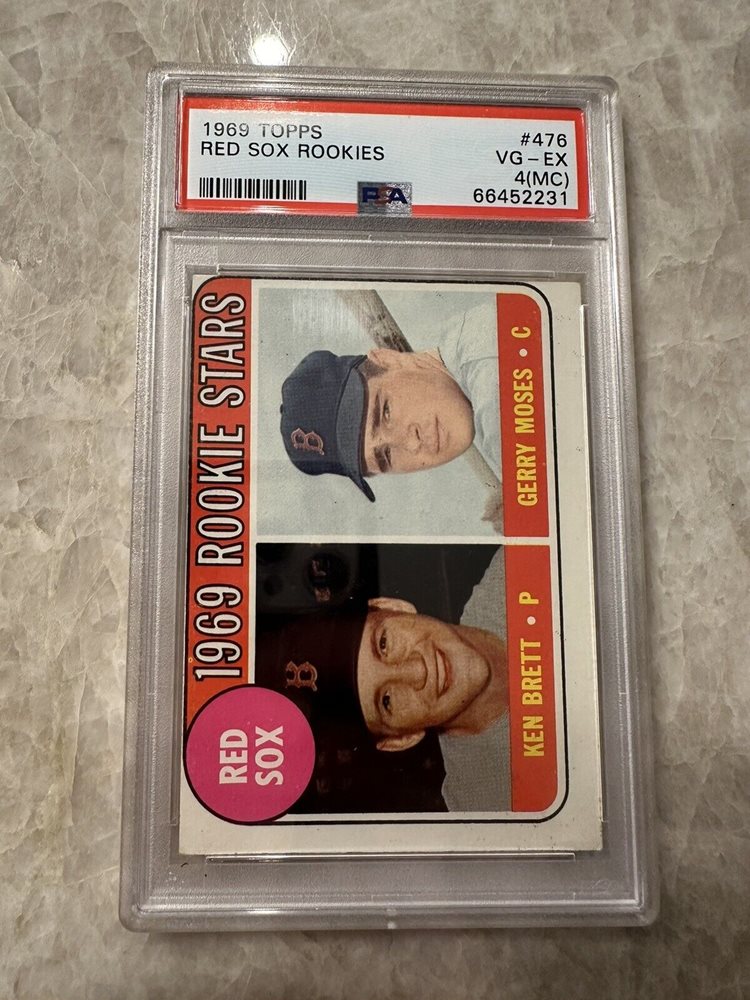 1969 TOPPS
RED SOX ROOKIES
#476
VG-EX
4(MC)
66452231
PSA
1969 ROOKIE STARS
RED
SOX
B
B
KEN BRETT • P
GERRY MOSES • C